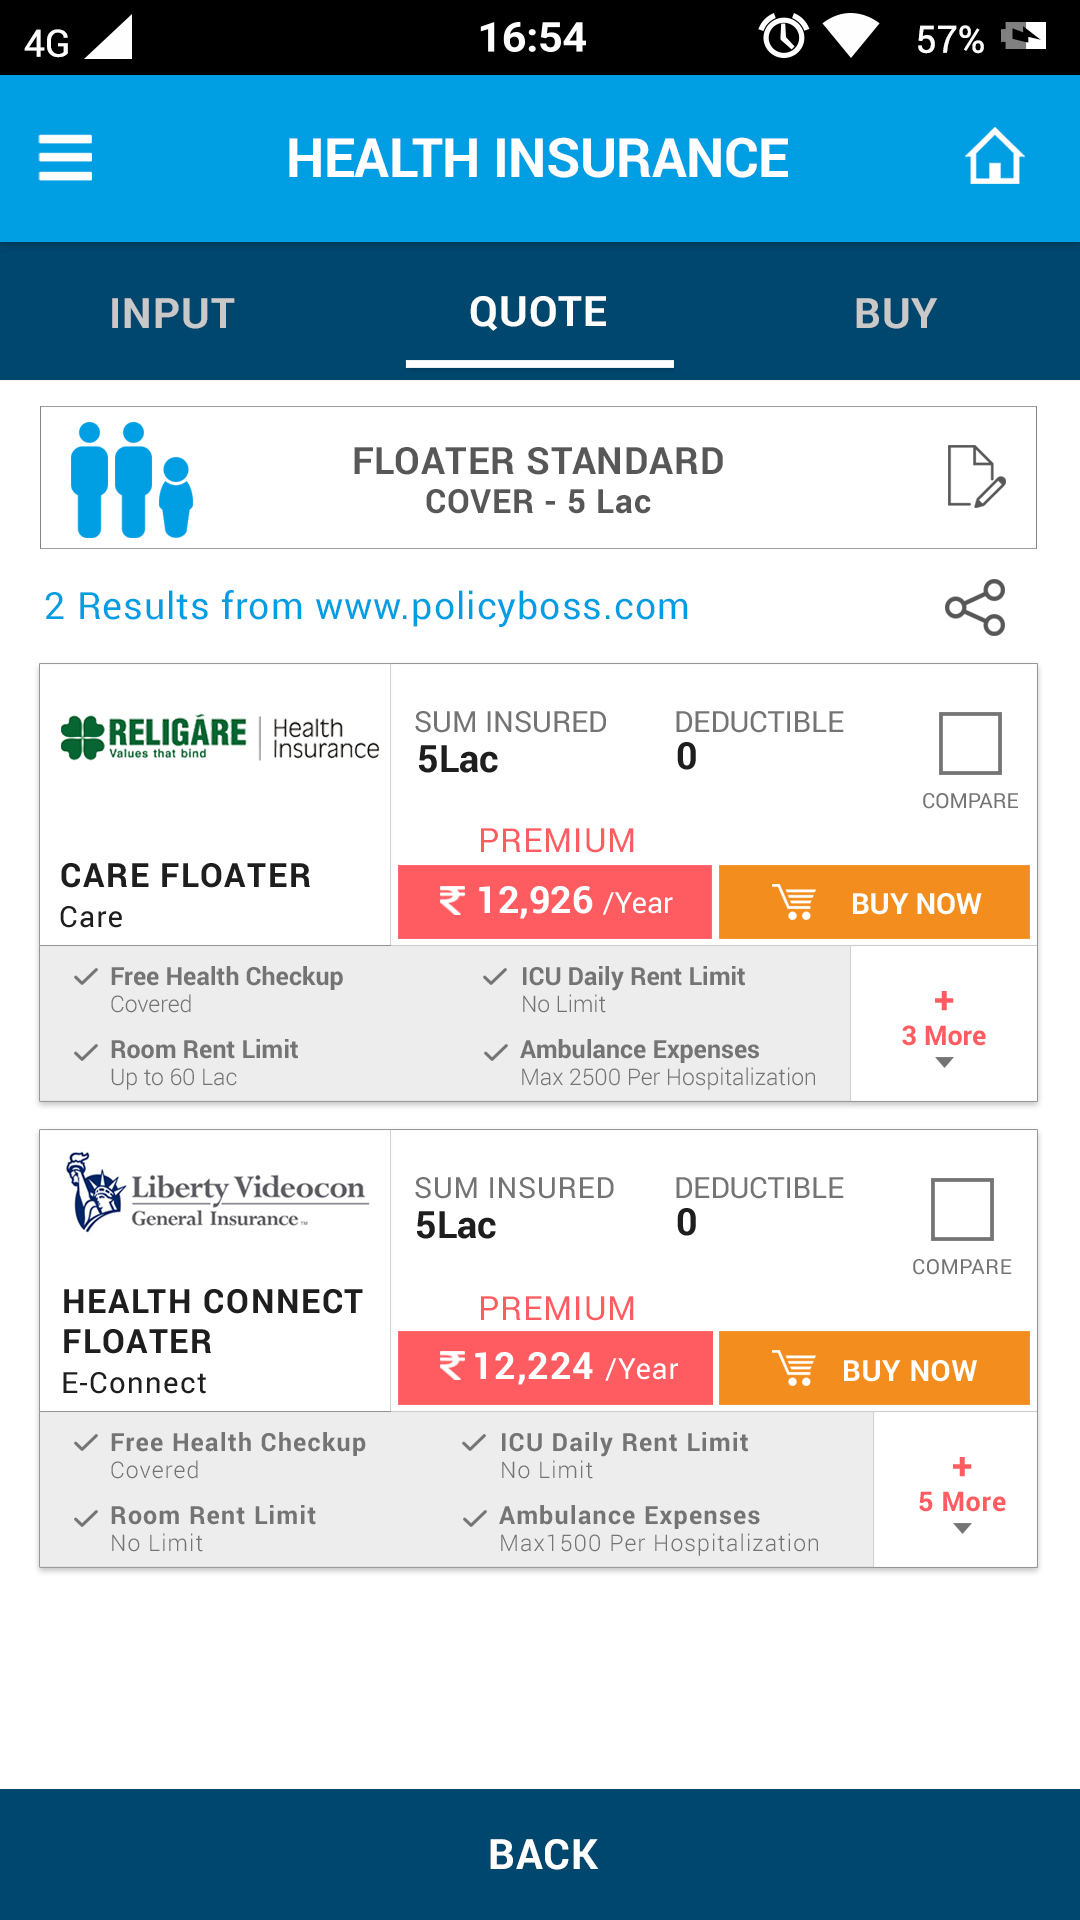 4G 16:54 57%
HEALTH INSURANCE
INPUT QUOTE BUY
FLOATER STANDARD
COVER - 5 Lac
2 Results from www.policyboss.com
RELIGÁRE
Values that bind
Health
Insurance
SUM INSURED DEDUCTIBLE
5Lac 0
COMPARE
PREMIUM
CARE FLOATER
Care
₹ 12,926 /Year BUY NOW
Free Health Checkup
Covered
ICU Daily Rent Limit
No Limit
Room Rent Limit
Up to 60 Lac
Ambulance Expenses
Max 2500 Per Hospitalization
+
3 More
Liberty Videocon
General Insurance™
SUM INSURED DEDUCTIBLE
5Lac 0
COMPARE
PREMIUM
HEALTH CONNECT
FLOATER
E-Connect
₹ 12,224 /Year BUY NOW
Free Health Checkup
Covered
ICU Daily Rent Limit
No Limit
Room Rent Limit
No Limit
Ambulance Expenses
Max1500 Per Hospitalization
+
5 More
BACK